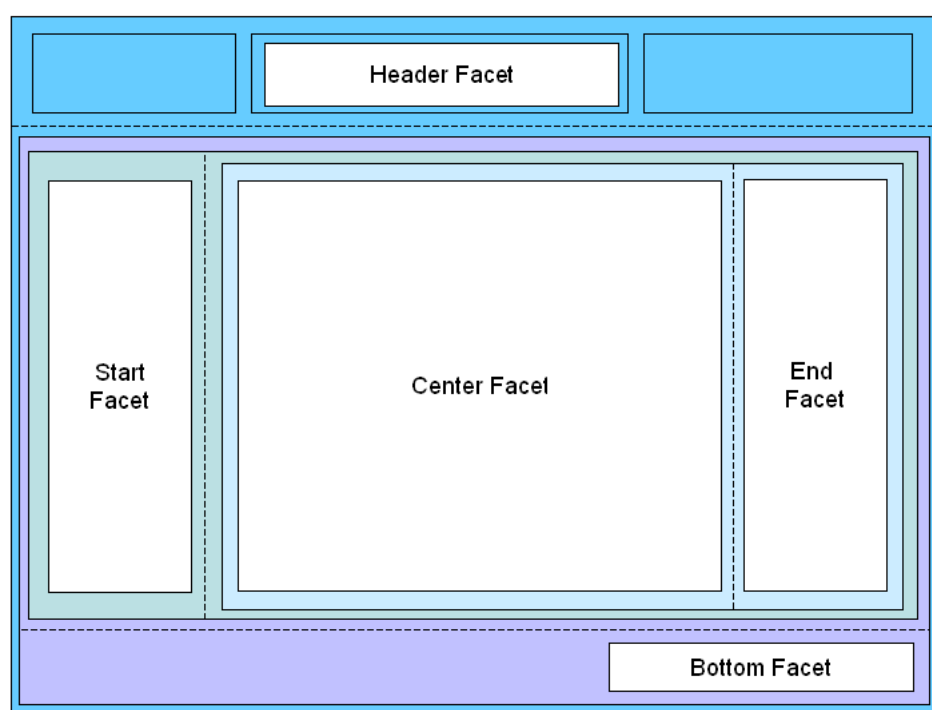 Header Facet
Start
Facet
Center Facet
End
Facet
Bottom Facet